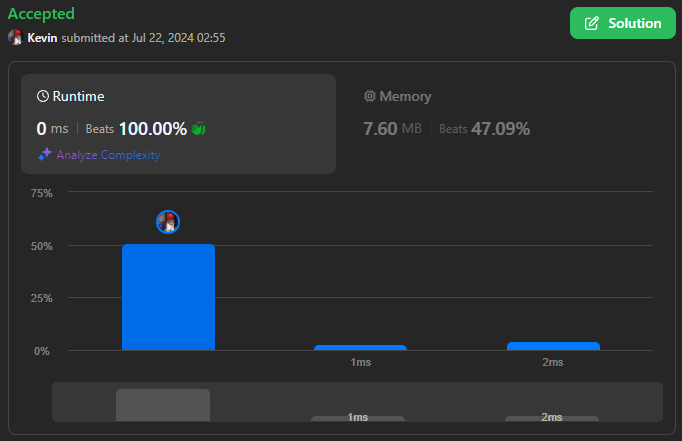 Accepted
Kevin submitted at Jul 22, 2024 02:55
Solution
Runtime
0 ms | Beats 100.00%
Analyze Complexity
Memory
7.60 MB | Beats 47.09%
75%
50%
25%
0%
1ms
2ms
1ms
2ms